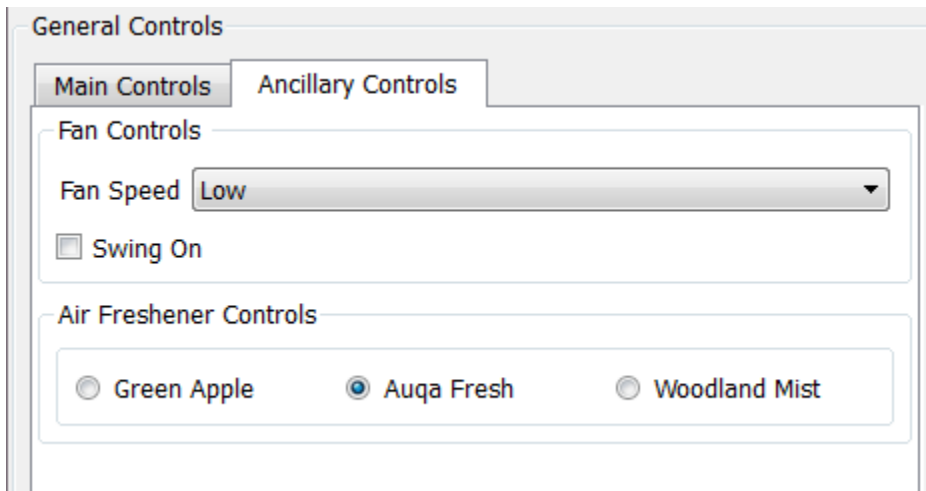 General Controls
Main Controls Ancillary Controls
Fan Controls
Fan Speed Low
Swing On
Air Freshener Controls
Green Apple Auqa Fresh Woodland Mist